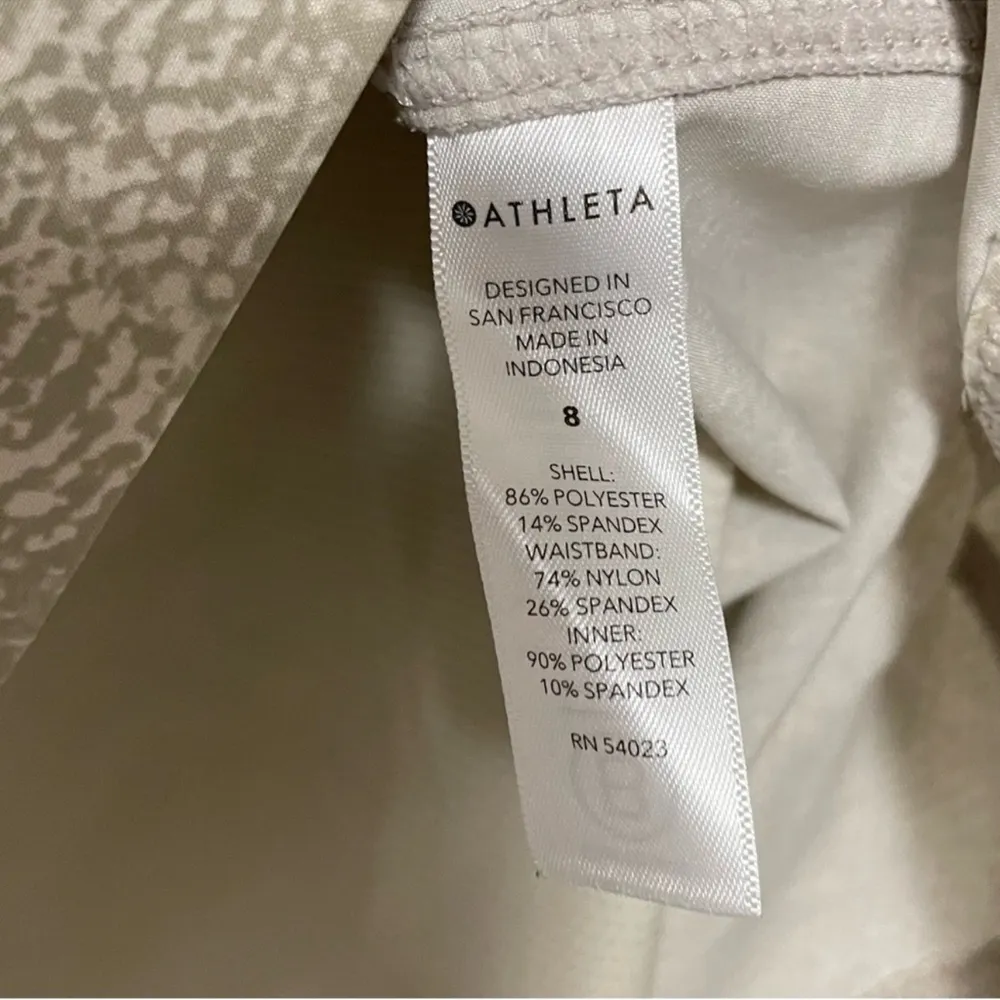 ATHLETA
DESIGNED IN
SAN FRANCISCO
MADE IN
INDONESIA
8
SHELL:
86% POLYESTER
14% SPANDEX
WAISTBAND:
74% NYLON
26% SPANDEX
INNER:
90% POLYESTER
10% SPANDEX
RN 54023